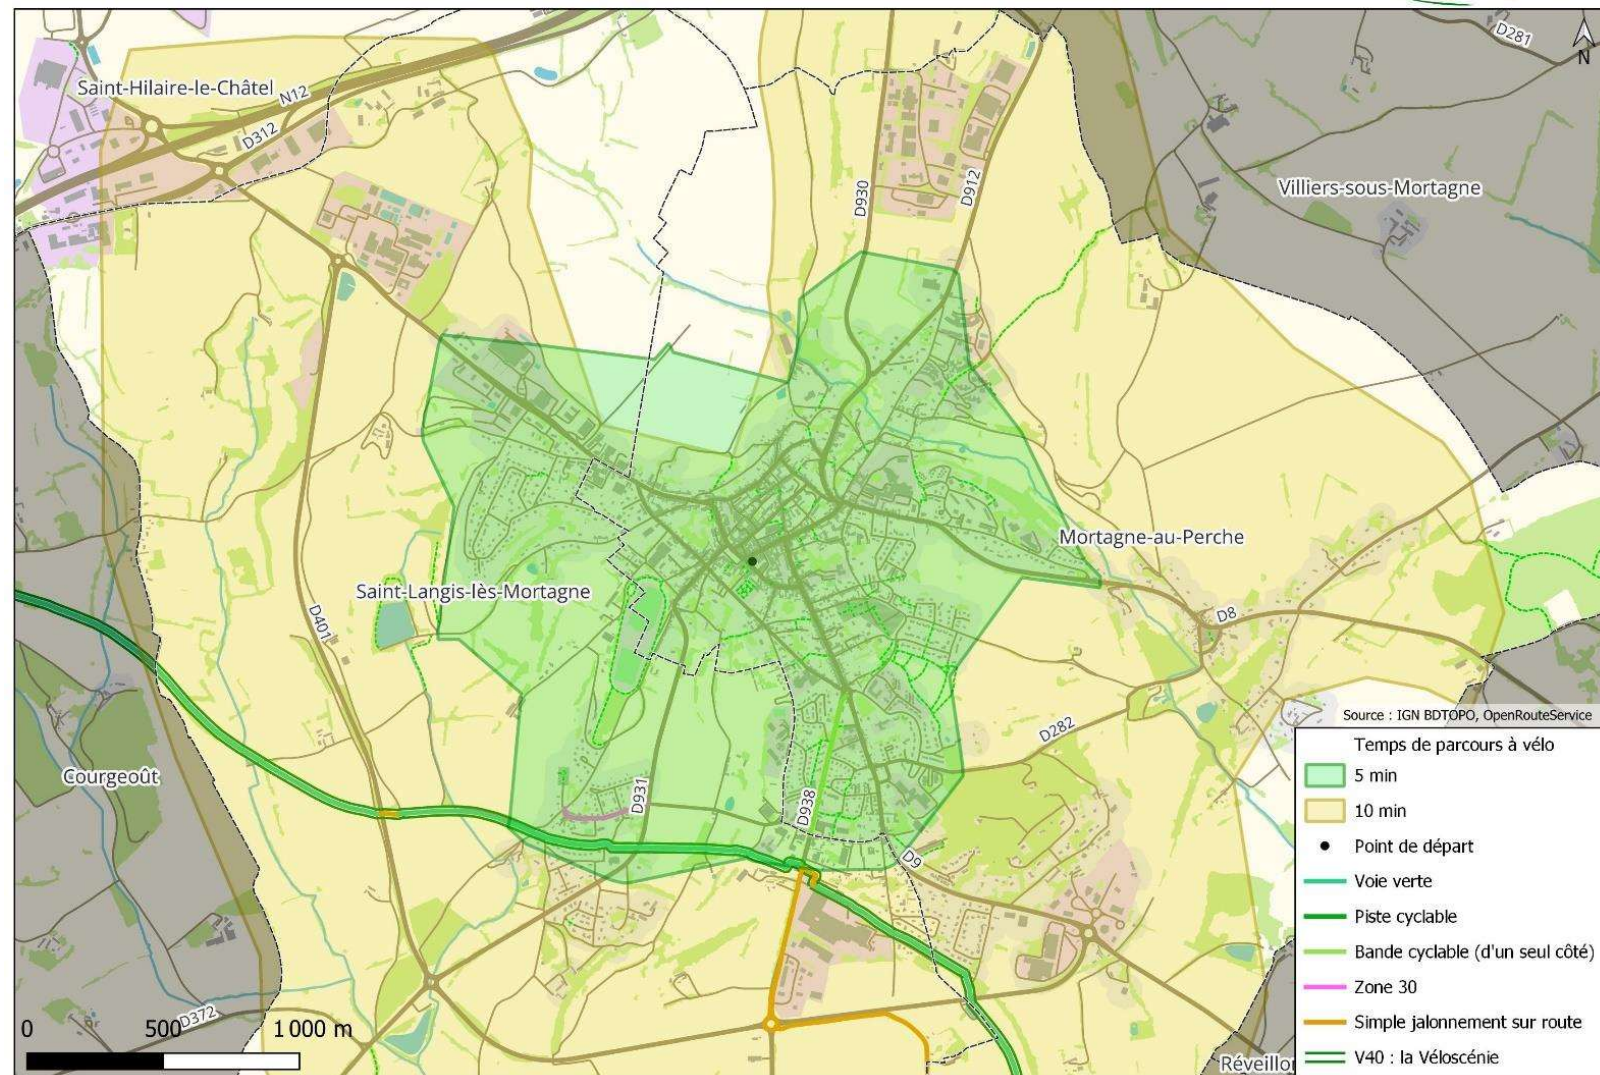 D281
N
Saint-Hilaire-le-Châtel
N12
D312
D930
D912
Villiers-sous-Mortagne
Mortagne-au-Perche
Saint-Langis-lès-Mortagne
D401
D8
D282
Courgeoût
D931
D938
D9
D372
Réveillo
0 500 1 000 m
Source : IGN BDTOPO, OpenRouteService
Temps de parcours à vélo
5 min
10 min
Point de départ
Voie verte
Piste cyclable
Bande cyclable (d'un seul côté)
Zone 30
Simple jalonnement sur route
V40 : la Véloscénie